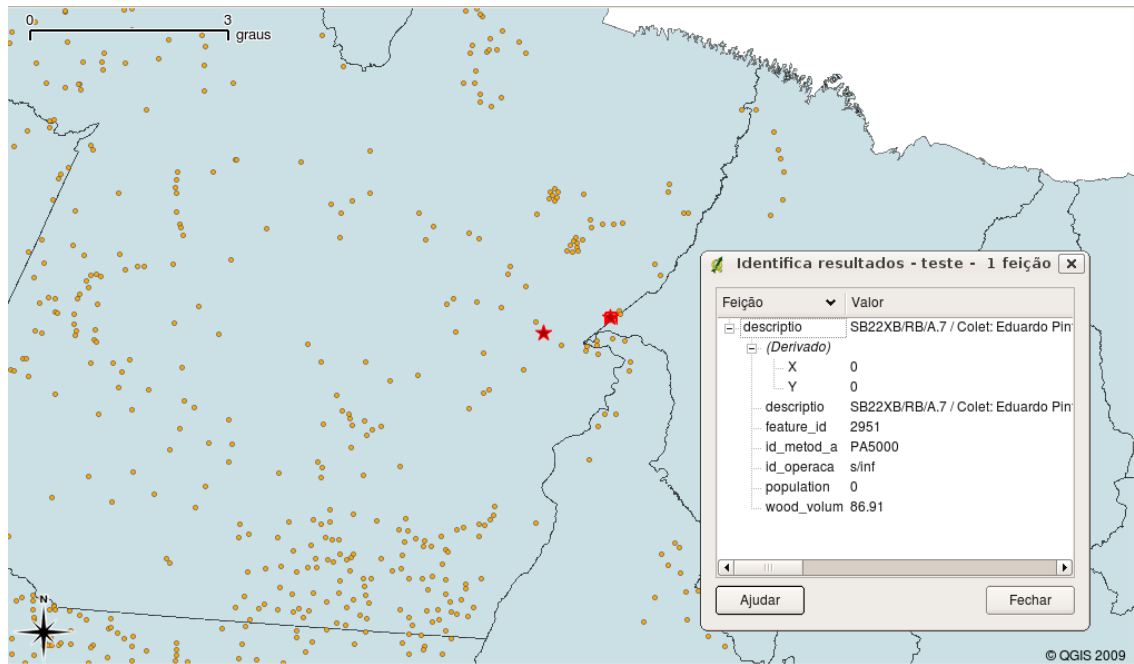 0 3
graus
Identifica resultados - teste - 1 feição
Feição Valor
descriptio SB22XB/RB/A.7 / Colet: Eduardo Pin
(Derivado)
X 0
Y 0
descriptio SB22XB/RB/A.7 / Colet: Eduardo Pin
feature_id 2951
id_metod_a PA5000
id_operaca s/inf
population 0
wood_volum 86.91
Ajudar Fechar
N
© QGIS 2009